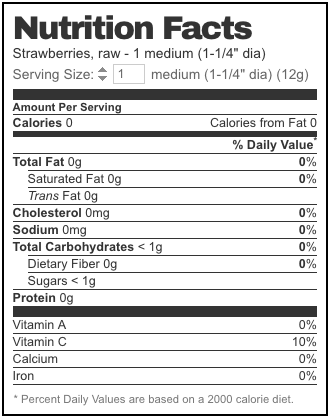 Nutrition Facts
Strawberries, raw - 1 medium (1-1/4" dia)
Serving Size: 1 medium (1-1/4" dia) (12g)
Amount Per Serving
Calories 0 Calories from Fat 0
% Daily Value*
Total Fat 0g 0%
Saturated Fat 0g 0%
Trans Fat 0g
Cholesterol 0mg 0%
Sodium 0mg 0%
Total Carbohydrates < 1g 0%
Dietary Fiber 0g 0%
Sugars < 1g
Protein 0g
Vitamin A 0%
Vitamin C 10%
Calcium 0%
Iron 0%
* Percent Daily Values are based on a 2000 calorie diet.